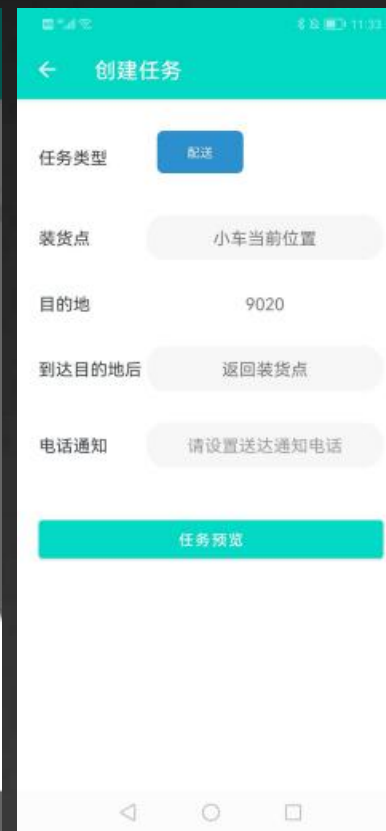 11:33
创建任务
任务类型 配送
装货点 小车当前位置
目的地 9020
到达目的地后 返回装货点
电话通知 请设置送达通知电话
任务预览